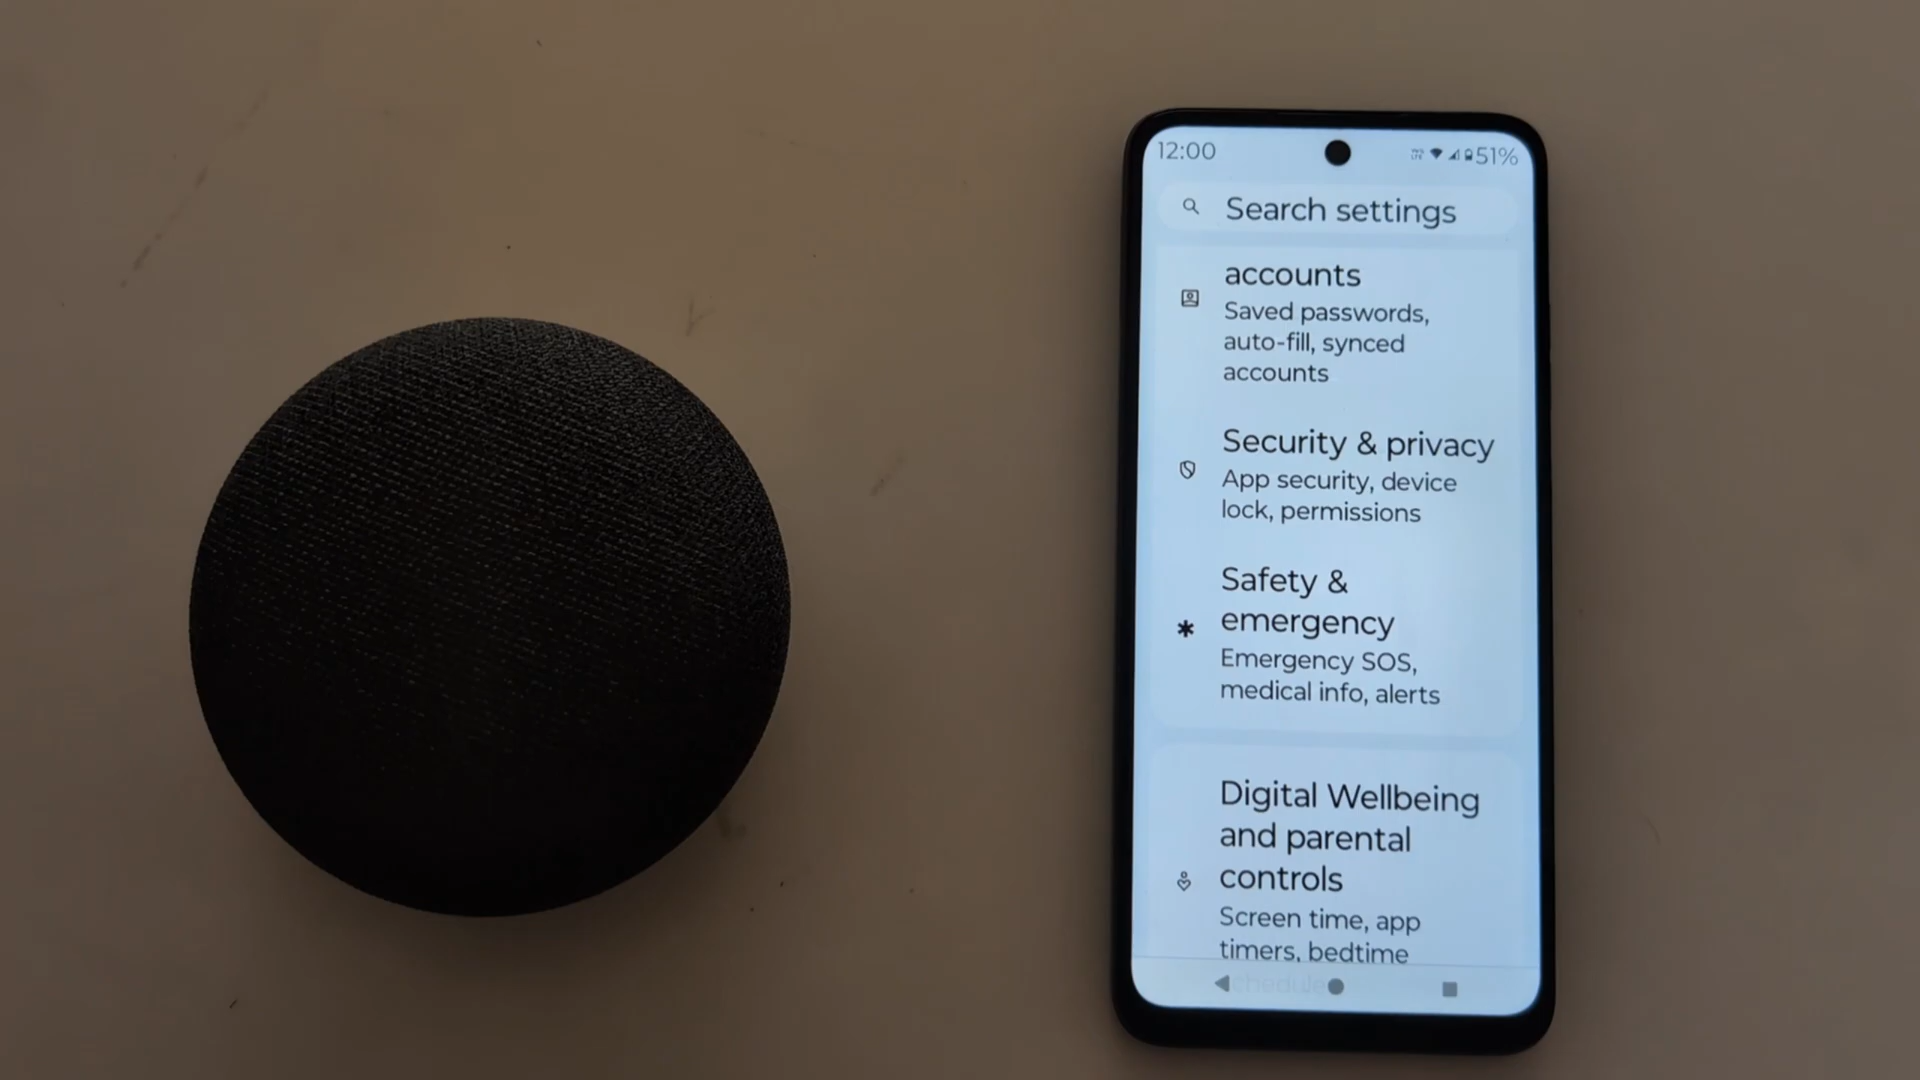 12:00
51%
Search settings
accounts
Saved passwords,
auto-fill, synced
accounts
Security & privacy
App security, device
lock, permissions
Safety &
emergency
Emergency SOS,
medical info, alerts
Digital Wellbeing
and parental
controls
Screen time, app
timers, bedtime
chedule